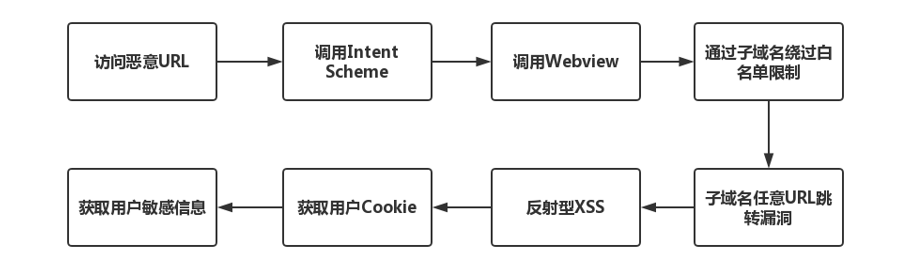 访问恶意URL
调用Intent
Scheme
调用Webview
通过子域名绕过白
名单限制
子域名任意URL跳
转漏洞
反射型XSS
获取用户Cookie
获取用户敏感信息